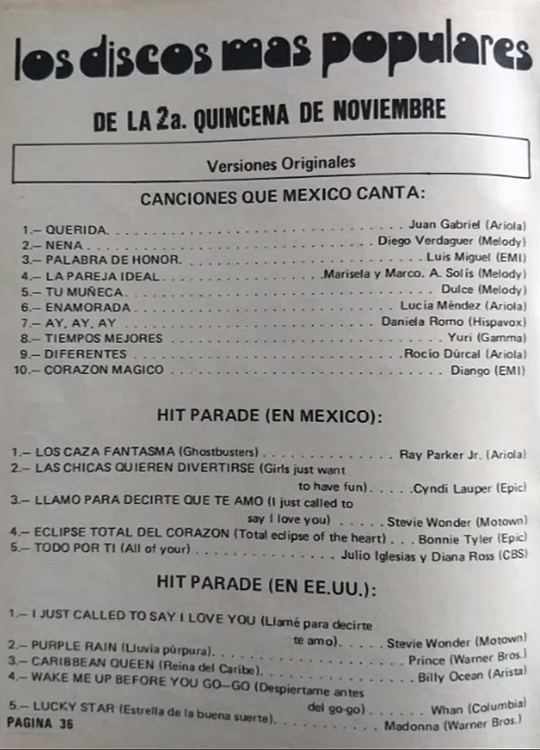 los discos mas populares
DE LA 2a. QUINCENA DE NOVIEMBRE
Versiones Originales
CANCIONES QUE MEXICO CANTA:
1.— QUERIDA. . . . . . . . . . . . . . . . . . . . . . . . Juan Gabriel (Ariola)
2.— NENA . . . . . . . . . . . . . . . . . . . . . . . . Diego Verdaguer (Melody)
3.— PALABRA DE HONOR. . . . . . . . . . . . . . . . . . . . Luis Miguel (EMI)
4.— LA PAREJA IDEAL. . . . . . . . . . . . .Marisela y Marco. A. Solís (Melody)
5.— TU MUÑECA. . . . . . . . . . . . . . . . . . . . . . . . . Dulce (Melody)
6.— ENAMORADA . . . . . . . . . . . . . . . . . . . . . Lucía Méndez (Ariola)
7.— AY, AY, AY . . . . . . . . . . . . . . . . . . . . Daniela Romo (Hispavox)
8.— TIEMPOS MEJORES . . . . . . . . . . . . . . . . . . . . . . Yuri (Gamma)
9.— DIFERENTES . . . . . . . . . . . . . . . . . . . . .Rocío Dúrcal (Ariola)
10.— CORAZON MAGICO . . . . . . . . . . . . . . . . . . . . . . Diango (EMI)
HIT PARADE (EN MEXICO):
1.— LOS CAZA FANTASMA (Ghostbusters) . . . . . . . . . . . . . Ray Parker Jr. (Ariola)
2.— LAS CHICAS QUIEREN DIVERTIRSE (Girls just want
to have fun). . . . .Cyndi Lauper (Epic)
3.— LLAMO PARA DECIRTE QUE TE AMO (I just called to
say I love you) . . . . . Stevie Wonder (Motown)
4.— ECLIPSE TOTAL DEL CORAZON (Total eclipse of the heart) . . . Bonnie Tyler (Epic)
5.— TODO POR TI (All of your) . . . . . . . . . . . . . Julio Iglesias y Diana Ross (CBS)
HIT PARADE (EN EE.UU.):
1.— I JUST CALLED TO SAY I LOVE YOU (Llamé para decirte
te amo). . . . . Stevie Wonder (Motown)
2.— PURPLE RAIN (Lluvia púrpura). . . . . . . . . . . . . . . . Prince (Warner Bros.)
3.— CARIBBEAN QUEEN (Reina del Caribe). . . . . . . . . . . . . Billy Ocean (Arista)
4.— WAKE ME UP BEFORE YOU GO—GO (Despiertame antes
del go-go) . . . . . . Whan (Columbia)
5.— LUCKY STAR (Estrella de la buena suerte). . . . . . . . . . . Madonna (Warner Bros.)
PAGINA 36